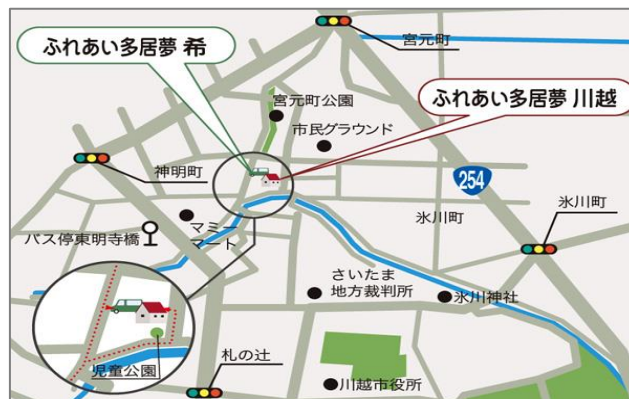 宮元町
ふれあい多居夢 希
ふれあい多居夢 川越
宮元町公園
市民グラウンド
神明町
254
氷川町
氷川町
マミー
マート
バス停東明寺橋
さいたま
地方裁判所
氷川神社
児童公園
札の辻
川越市役所